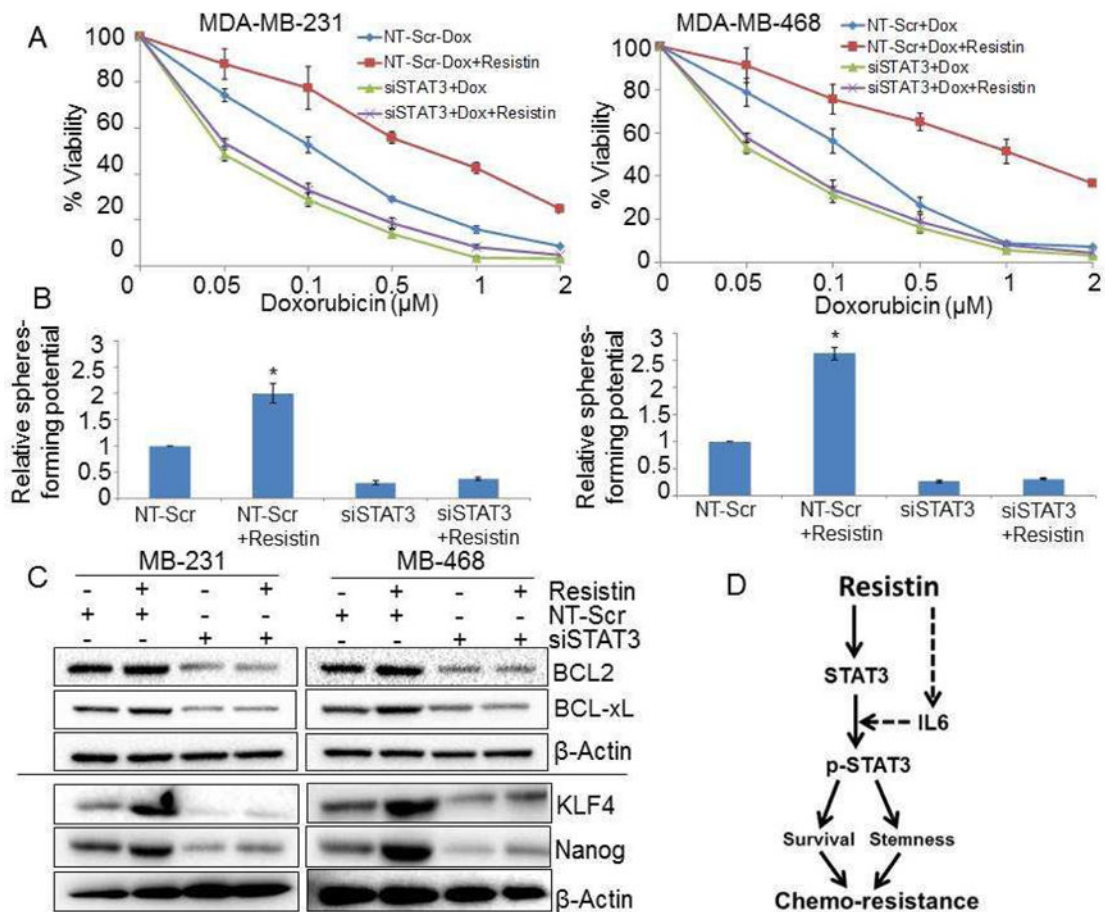 A
MDA-MB-231
NT-Scr-Dox
NT-Scr-Dox+Resistin
siSTAT3+Dox
siSTAT3+Dox+Resistin
% Viability
100
80
60
40
20
0
0 0.05 0.1 0.5 1 2
Doxorubicin (µM)
MDA-MB-468
NT-Scr+Dox
NT-Scr+Dox+Resistin
siSTAT3+Dox
siSTAT3+Dox+Resistin
% Viability
100
80
60
40
20
0
0 0.05 0.1 0.5 1 2
Doxorubicin (µM)
B
Relative spheres-
forming potential
3
2.5
2
1.5
1
0.5
0
*
NT-Scr NT-Scr siSTAT3 siSTAT3
+Resistin +Resistin
Relative spheres-
forming potential
3
2.5
2
1.5
1
0.5
0
*
NT-Scr NT-Scr siSTAT3 siSTAT3
+Resistin +Resistin
C
MB-231 MB-468
- + - + - + - + Resistin
+ + - - + + - - NT-Scr
- - + + - - + + siSTAT3
BCL2
BCL-xL
β-Actin
KLF4
Nanog
β-Actin
D
Resistin
STAT3
IL6
p-STAT3
Survival Stemness
Chemo-resistance